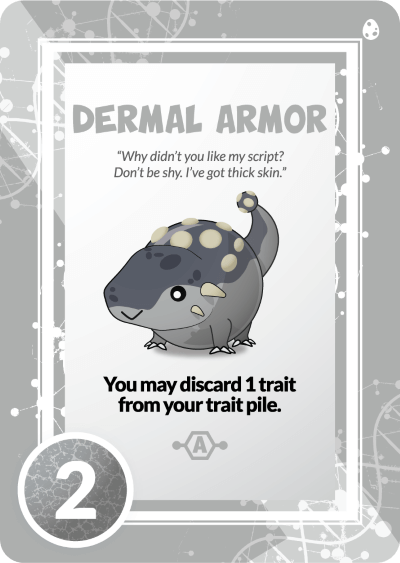 DERMAL ARMOR
“Why didn’t you like my script?
Don’t be shy. I’ve got thick skin.”
You may discard 1 trait
from your trait pile.
A
2